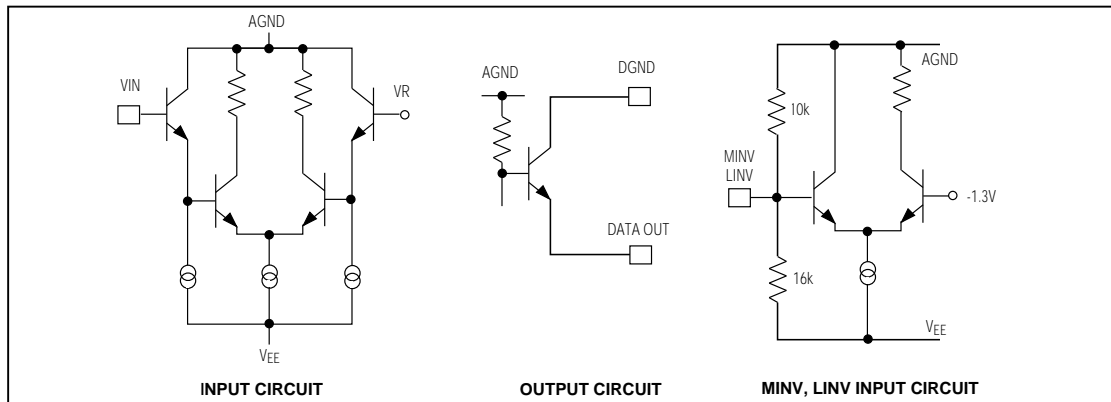 AGND
VIN
VR
VEE
INPUT CIRCUIT
AGND
DGND
DATA OUT
OUTPUT CIRCUIT
AGND
10k
MINV
LINV
-1.3V
16k
VEE
MINV, LINV INPUT CIRCUIT